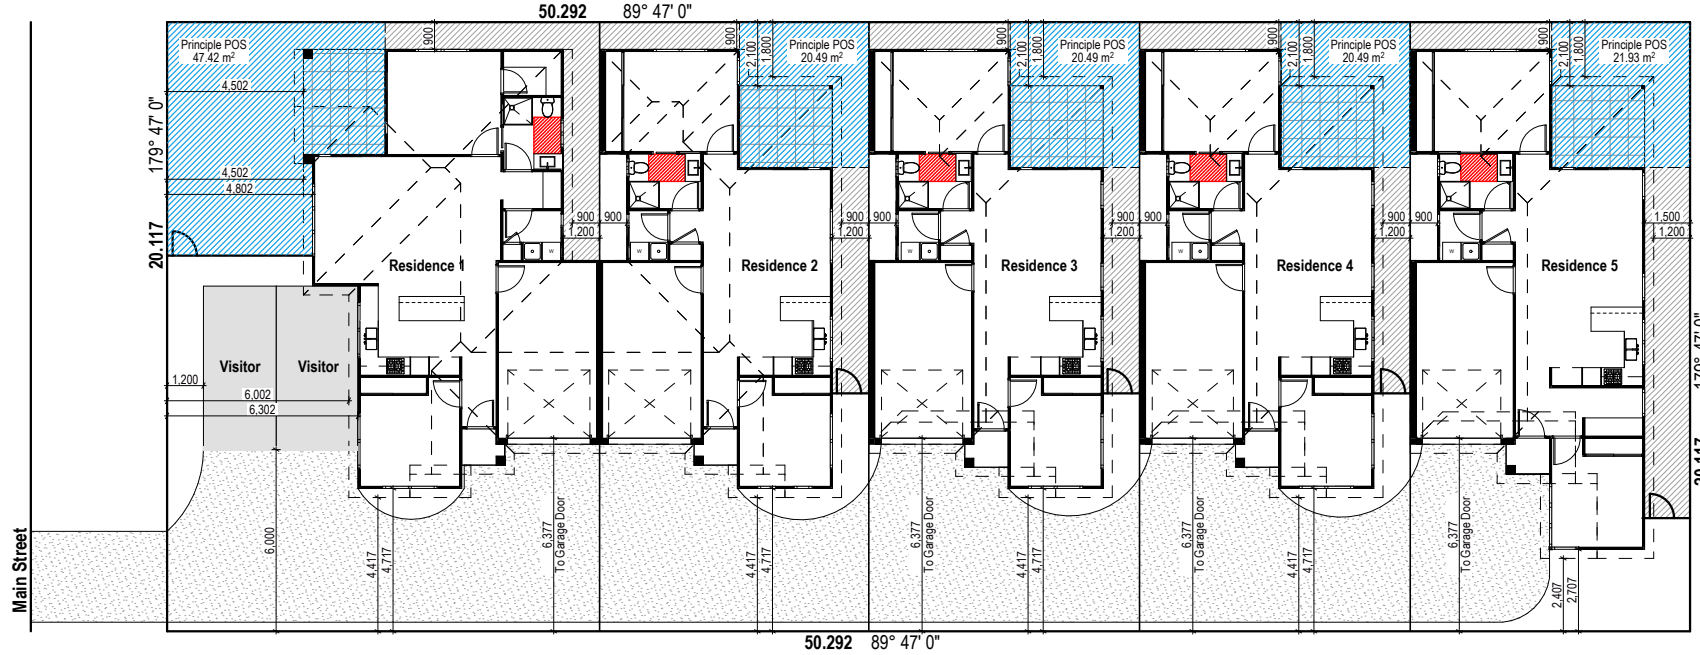 50.292 89° 47' 0"
Principle POS
47.42 m²
900
900
2,100
1,800
Principle POS
20.49 m²
900
2,100
1,800
Principle POS
20.49 m²
900
2,100
1,800
Principle POS
20.49 m²
900
2,100
1,800
Principle POS
21.93 m²
4,502
179° 47' 0"
20.117
4,502
4,802
900
900
1,200
900
900
1,200
900
900
1,200
900
900
1,200
1,500
1,200
W
W
W
W
W
Residence 1
Residence 2
Residence 3
Residence 4
Residence 5
179° 47' 0"
20.117
Visitor
Visitor
1,200
6,002
6,302
Main Street
6,000
4,417
4,717
6,377
To Garage Door
4,417
4,717
6,377
To Garage Door
4,417
4,717
6,377
To Garage Door
4,417
4,717
6,377
To Garage Door
2,407
2,707
50.292 89° 47' 0"